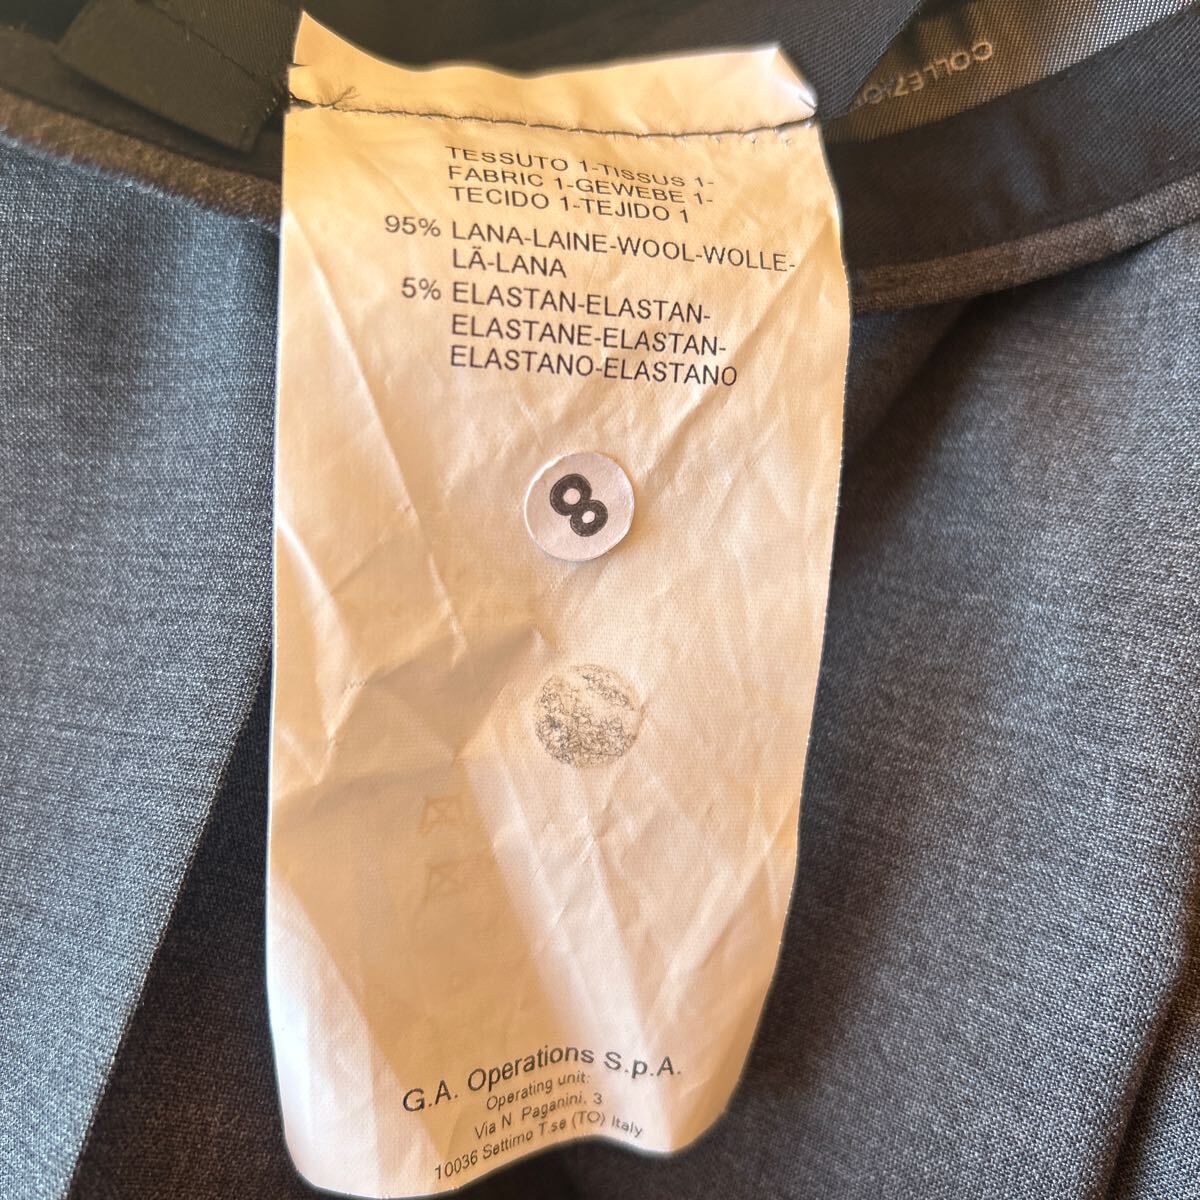 TESSUTO 1-TISSUS 1-
FABRIC 1-GEWEBE 1-
TECIDO 1-TEJIDO 1
95% LANA-LAINE-WOOL-WOLLE-
LÃ-LANA
5% ELASTAN-ELASTAN-
ELASTANE-ELASTAN-
ELASTANO-ELASTANO
8
G.A. Operations S.p.A.
Operating unit:
Via N. Paganini, 3
10036 Settimo T.se (TO) Italy